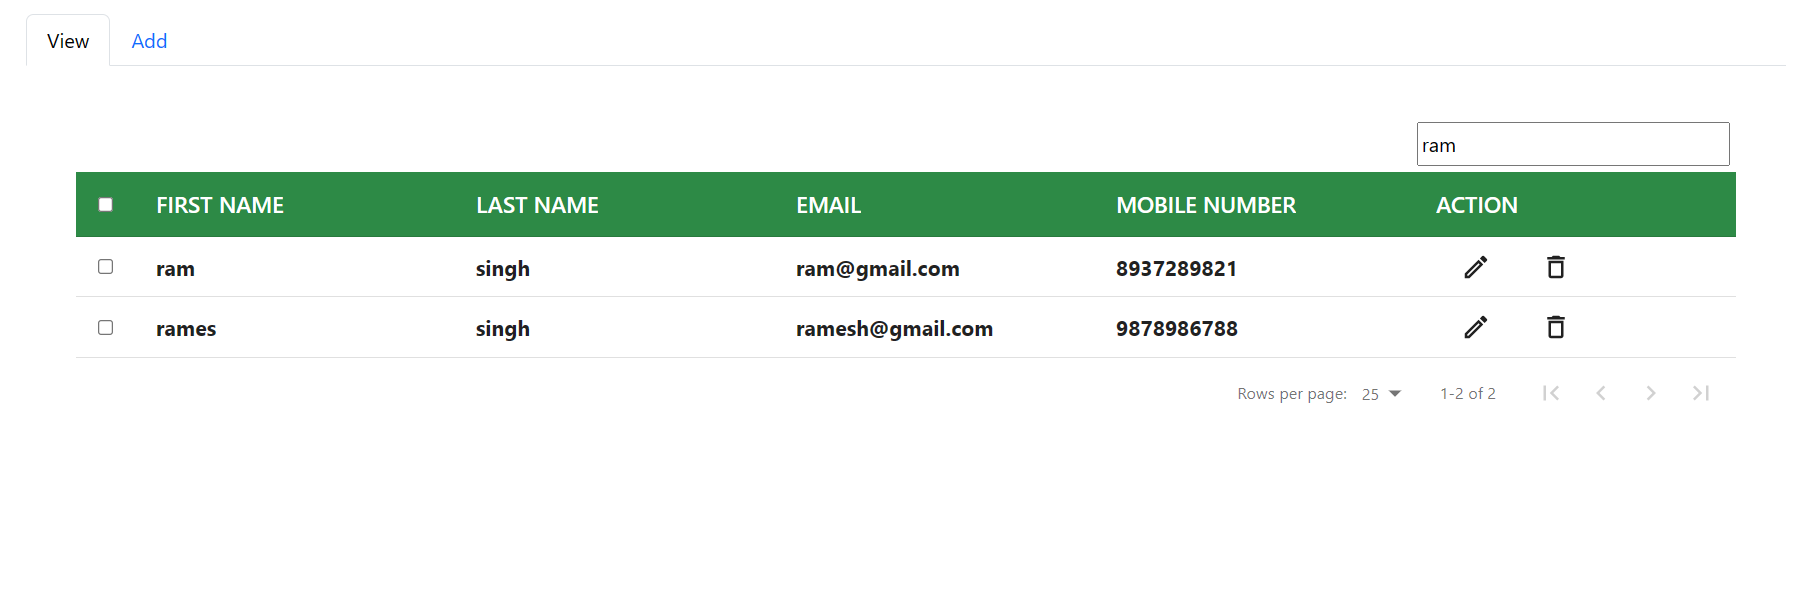 View Add
ram
FIRST NAME LAST NAME EMAIL MOBILE NUMBER ACTION
ram singh ram@gmail.com 8937289821
rames singh ramesh@gmail.com 9878986788
Rows per page: 25 1-2 of 2